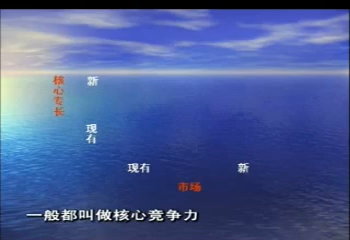 核心专长
新
现有
现有
新
市场
一般都叫做核心竞争力